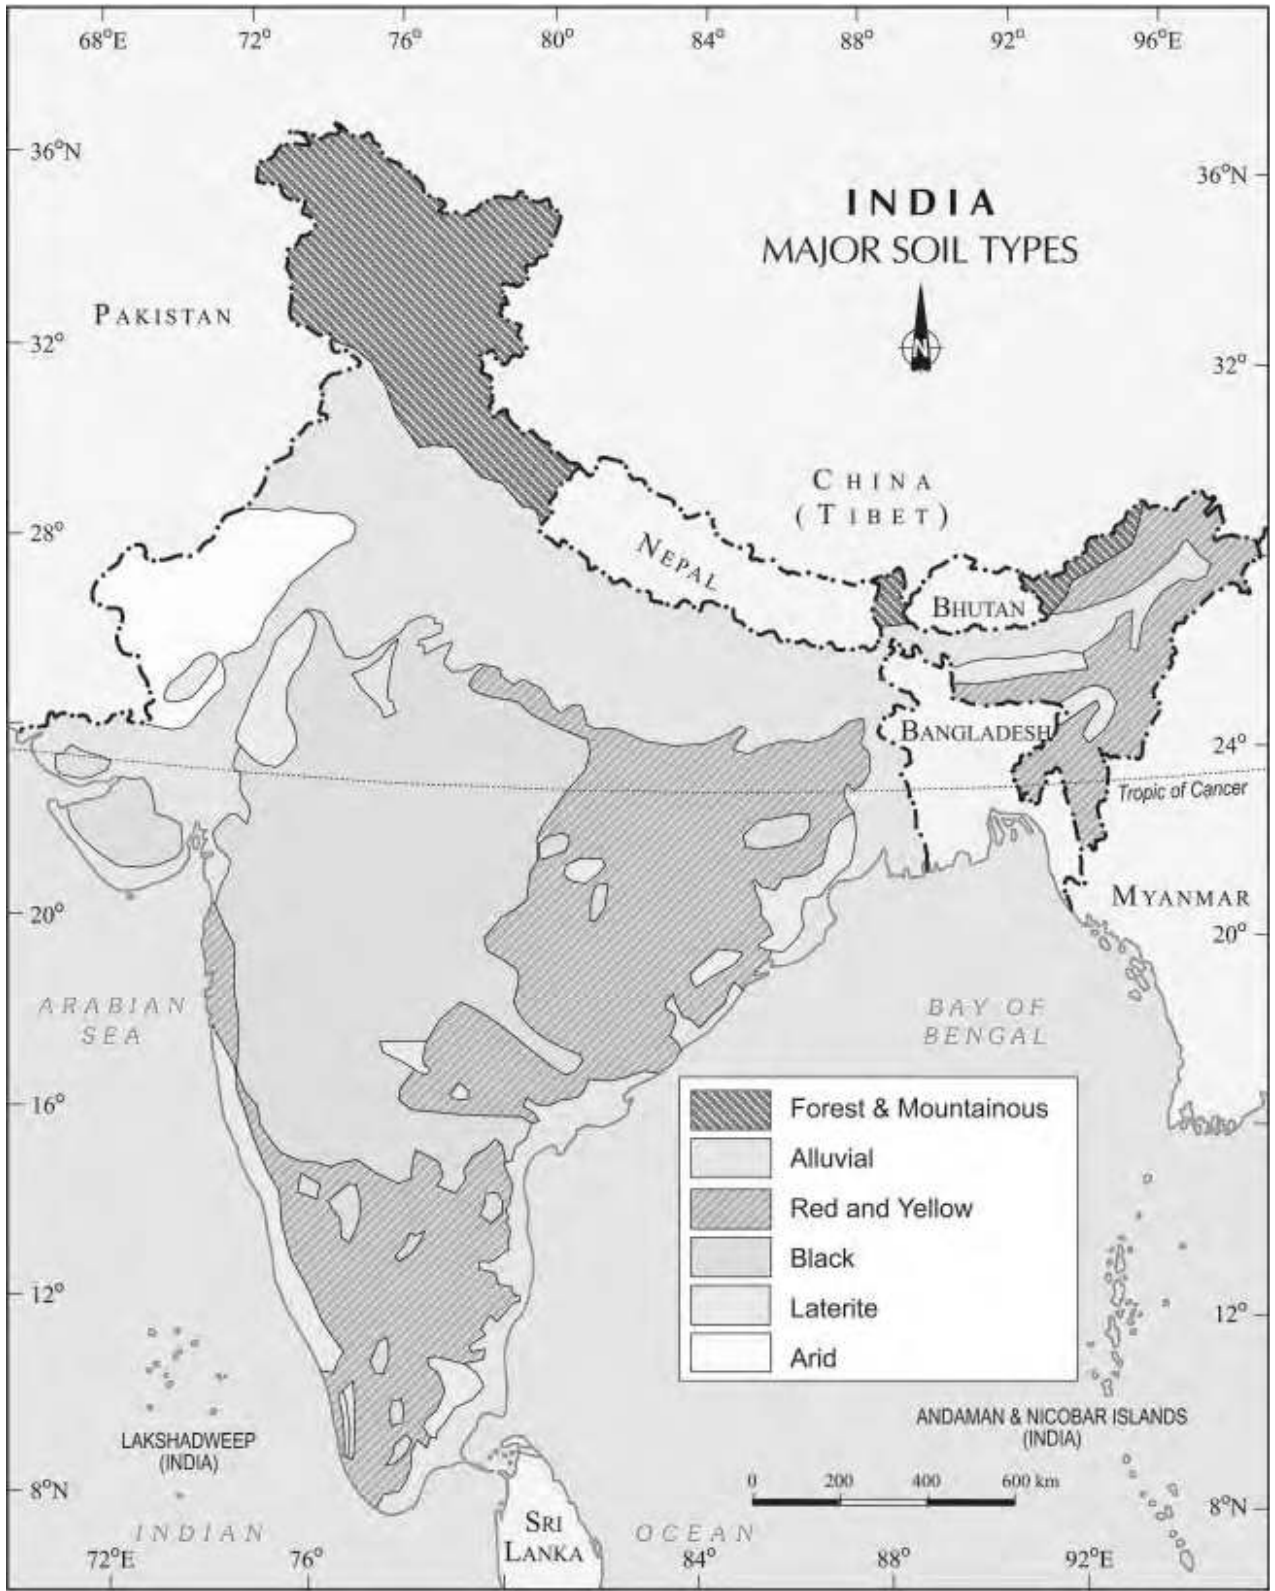 68°E 72° 76° 80° 84° 88° 92° 96°E
36°N
36°N
INDIA
MAJOR SOIL TYPES
N
PAKISTAN
32°
32°
CHINA
(TIBET)
28°
NEPAL
BHUTAN
BANGLADESH
24°
Tropic of Cancer
MYANMAR
20°
20°
ARABIAN
SEA
BAY OF
BENGAL
16°
Forest & Mountainous
Alluvial
Red and Yellow
Black
Laterite
Arid
12°
12°
LAKSHADWEEP
(INDIA)
ANDAMAN & NICOBAR ISLANDS
(INDIA)
0 200 400 600 km
8°N
8°N
INDIAN OCEAN
SRI
LANKA
72°E 76° 84° 88° 92°E